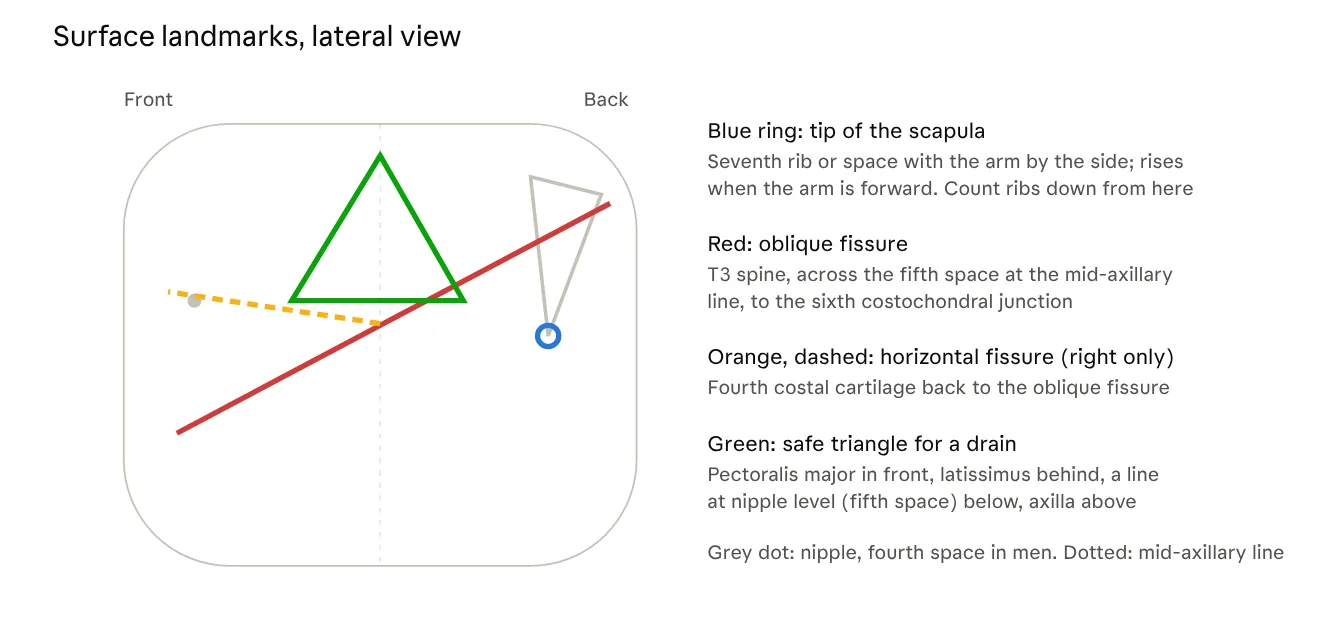 Surface landmarks, lateral view
Front
Back
Blue ring: tip of the scapula
Seventh rib or space with the arm by the side; rises
when the arm is forward. Count ribs down from here
Red: oblique fissure
T3 spine, across the fifth space at the mid-axillary
line, to the sixth costochondral junction
Orange, dashed: horizontal fissure (right only)
Fourth costal cartilage back to the oblique fissure
Green: safe triangle for a drain
Pectoralis major in front, latissimus behind, a line
at nipple level (fifth space) below, axilla above
Grey dot: nipple, fourth space in men. Dotted: mid-axillary line